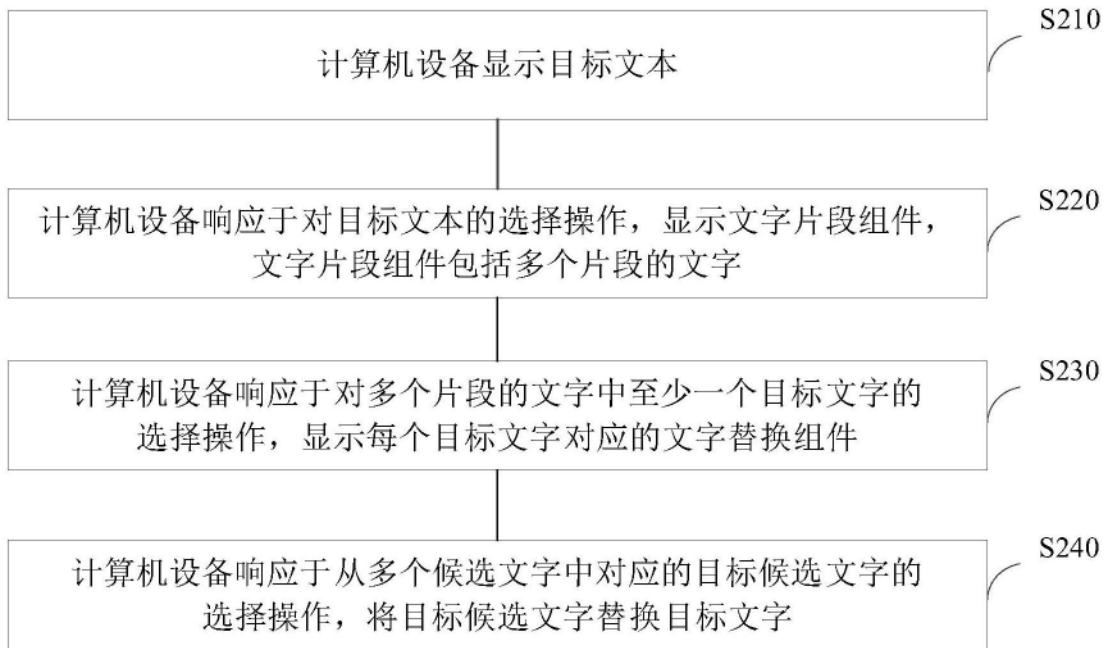 S210
计算机设备显示目标文本
S220
计算机设备响应于对目标文本的选择操作，显示文字片段组件，
文字片段组件包括多个片段的文字
S230
计算机设备响应于对多个片段的文字中至少一个目标文字的
选择操作，显示每个目标文字对应的文字替换组件
S240
计算机设备响应于从多个候选文字中对应的目标候选文字的
选择操作，将目标候选文字替换目标文字